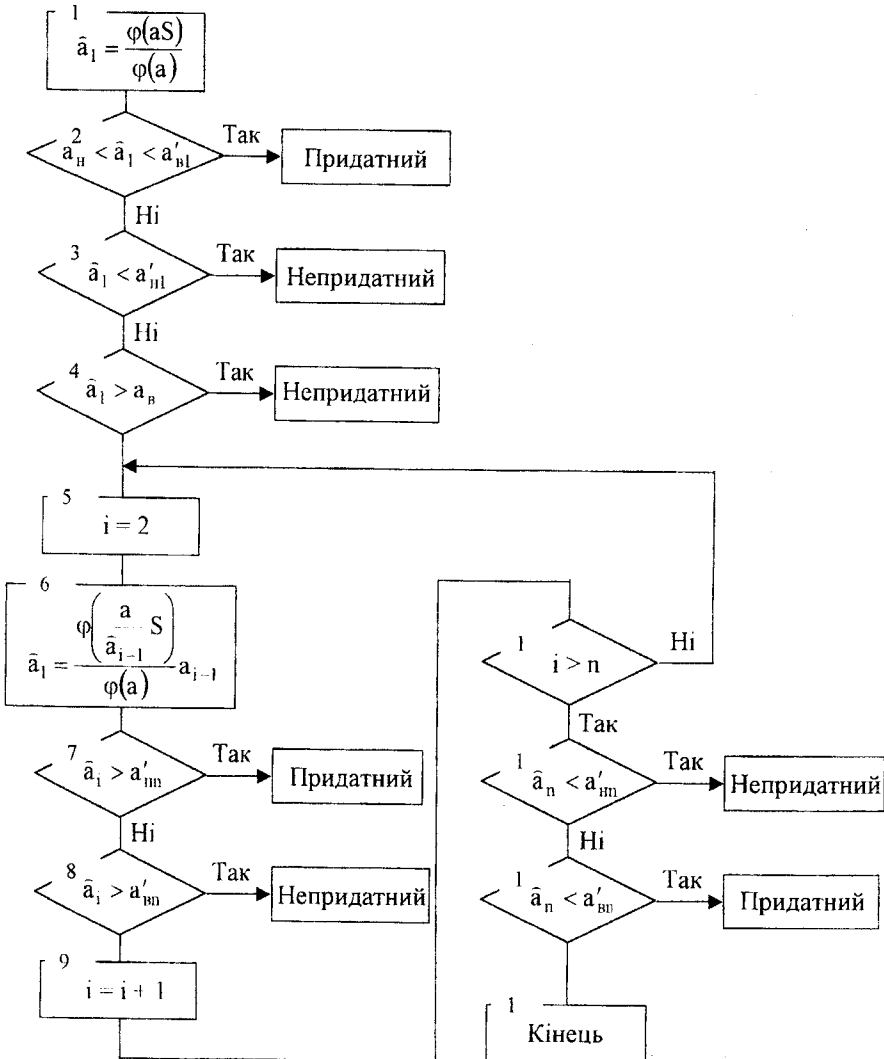 1
â₁ = φ(aS) / φ(a)
2
aн < â₁ < a′в1
Так
Придатний
Ні
3
â₁ < a′н1
Так
Непридатний
Ні
4
â₁ > aв
Так
Непридатний
5
i = 2
6
â₁ = φ(a / âᵢ₋₁ S) / φ(a) aᵢ₋₁
7
âᵢ > a′нn
Так
Придатний
Ні
8
âᵢ > a′вn
Так
Непридатний
9
i = i + 1
1
i > n
Ні
Так
1
âₙ < a′нn
Так
Непридатний
Ні
1
âₙ < a′вn
Так
Придатний
1
Кінець